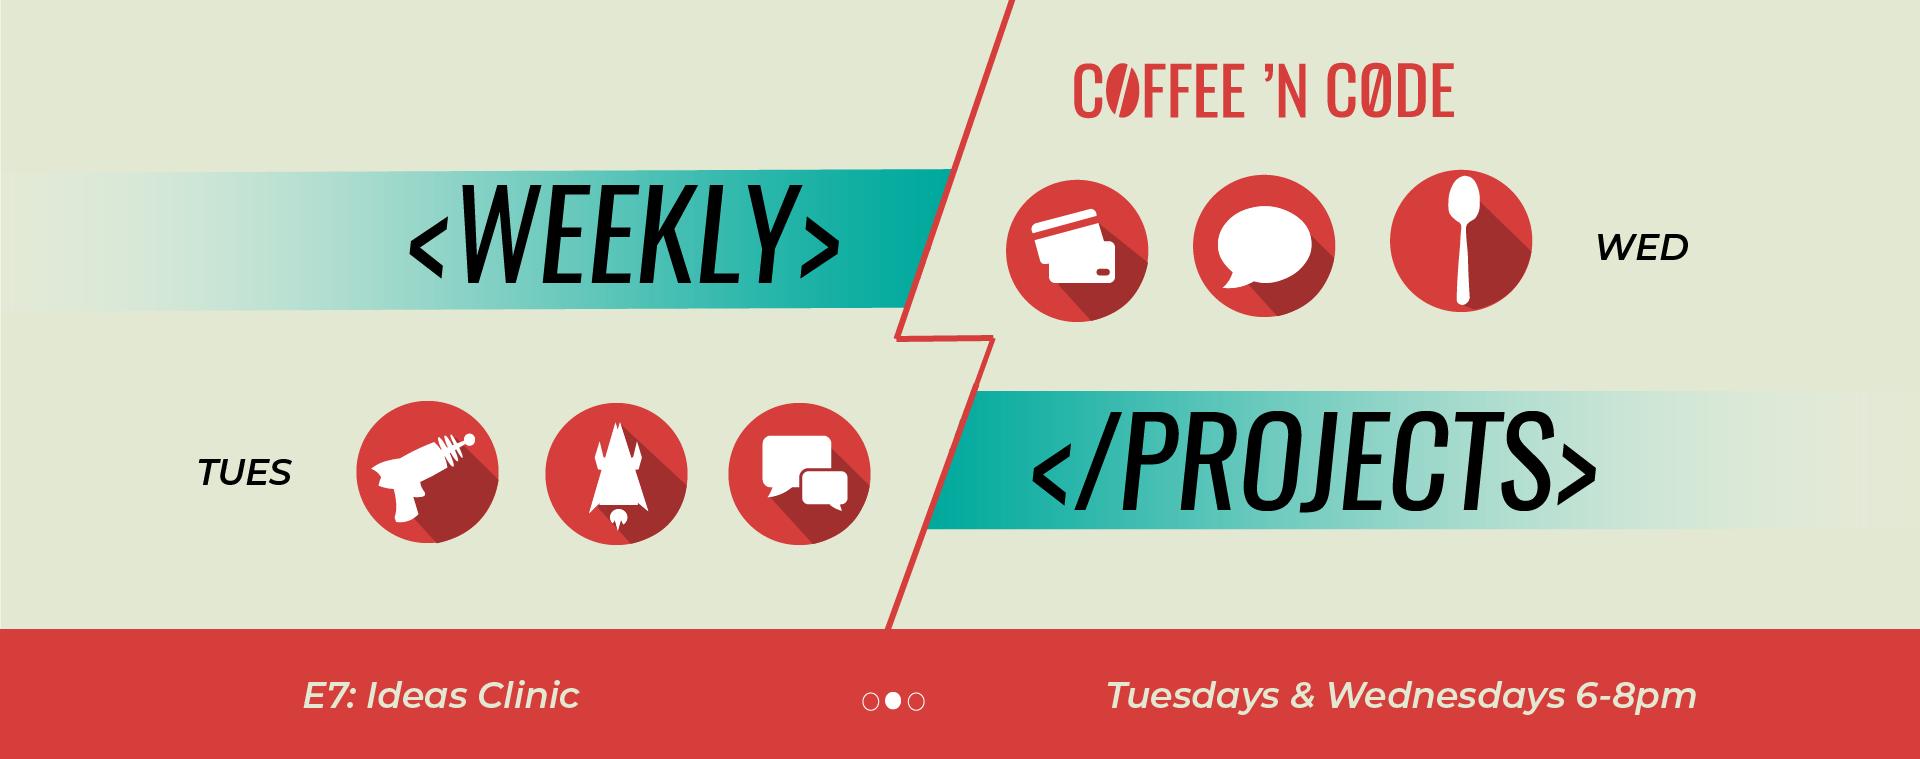 COFFEE 'N CODE
<WEEKLY>
WED
</PROJECTS>
TUES
E7: Ideas Clinic
Tuesdays & Wednesdays 6-8pm